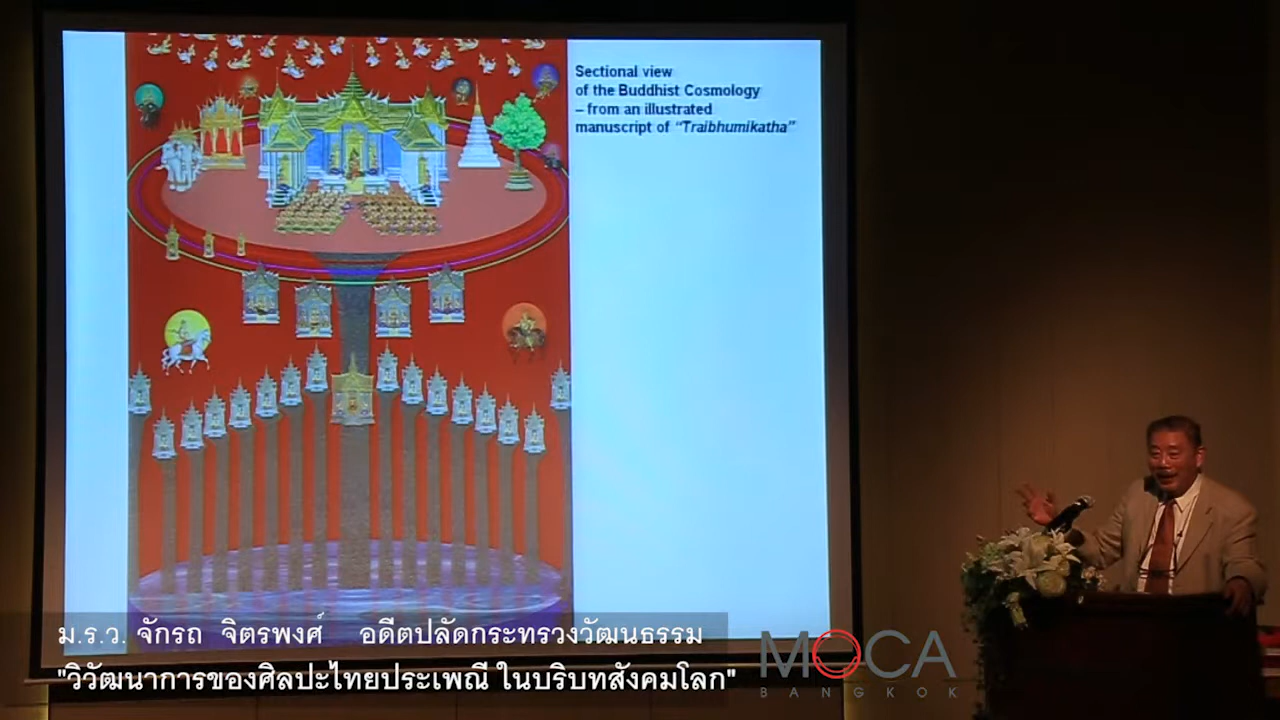 Sectional view
of the Buddhist Cosmology
– from an illustrated
manuscript of “Traibhumikatha”
ม.ร.ว. จักรถ จิตรพงศ์ อดีตปลัดกระทรวงวัฒนธรรม
"วิวัฒนาการของศิลปะไทยประเพณี ในบริบทสังคมโลก"
MOCA
BANGKOK